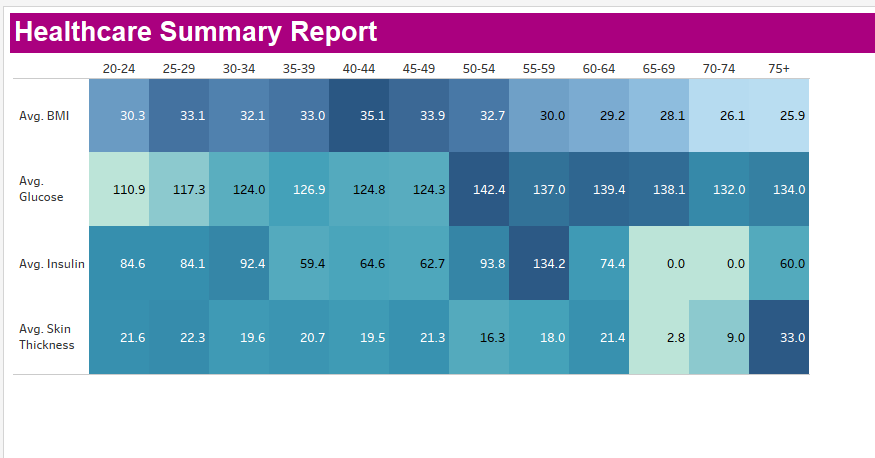 Healthcare Summary Report
20-24 25-29 30-34 35-39 40-44 45-49 50-54 55-59 60-64 65-69 70-74 75+
Avg. BMI 30.3 33.1 32.1 33.0 35.1 33.9 32.7 30.0 29.2 28.1 26.1 25.9
Avg.
Glucose 110.9 117.3 124.0 126.9 124.8 124.3 142.4 137.0 139.4 138.1 132.0 134.0
Avg. Insulin 84.6 84.1 92.4 59.4 64.6 62.7 93.8 134.2 74.4 0.0 0.0 60.0
Avg. Skin
Thickness 21.6 22.3 19.6 20.7 19.5 21.3 16.3 18.0 21.4 2.8 9.0 33.0